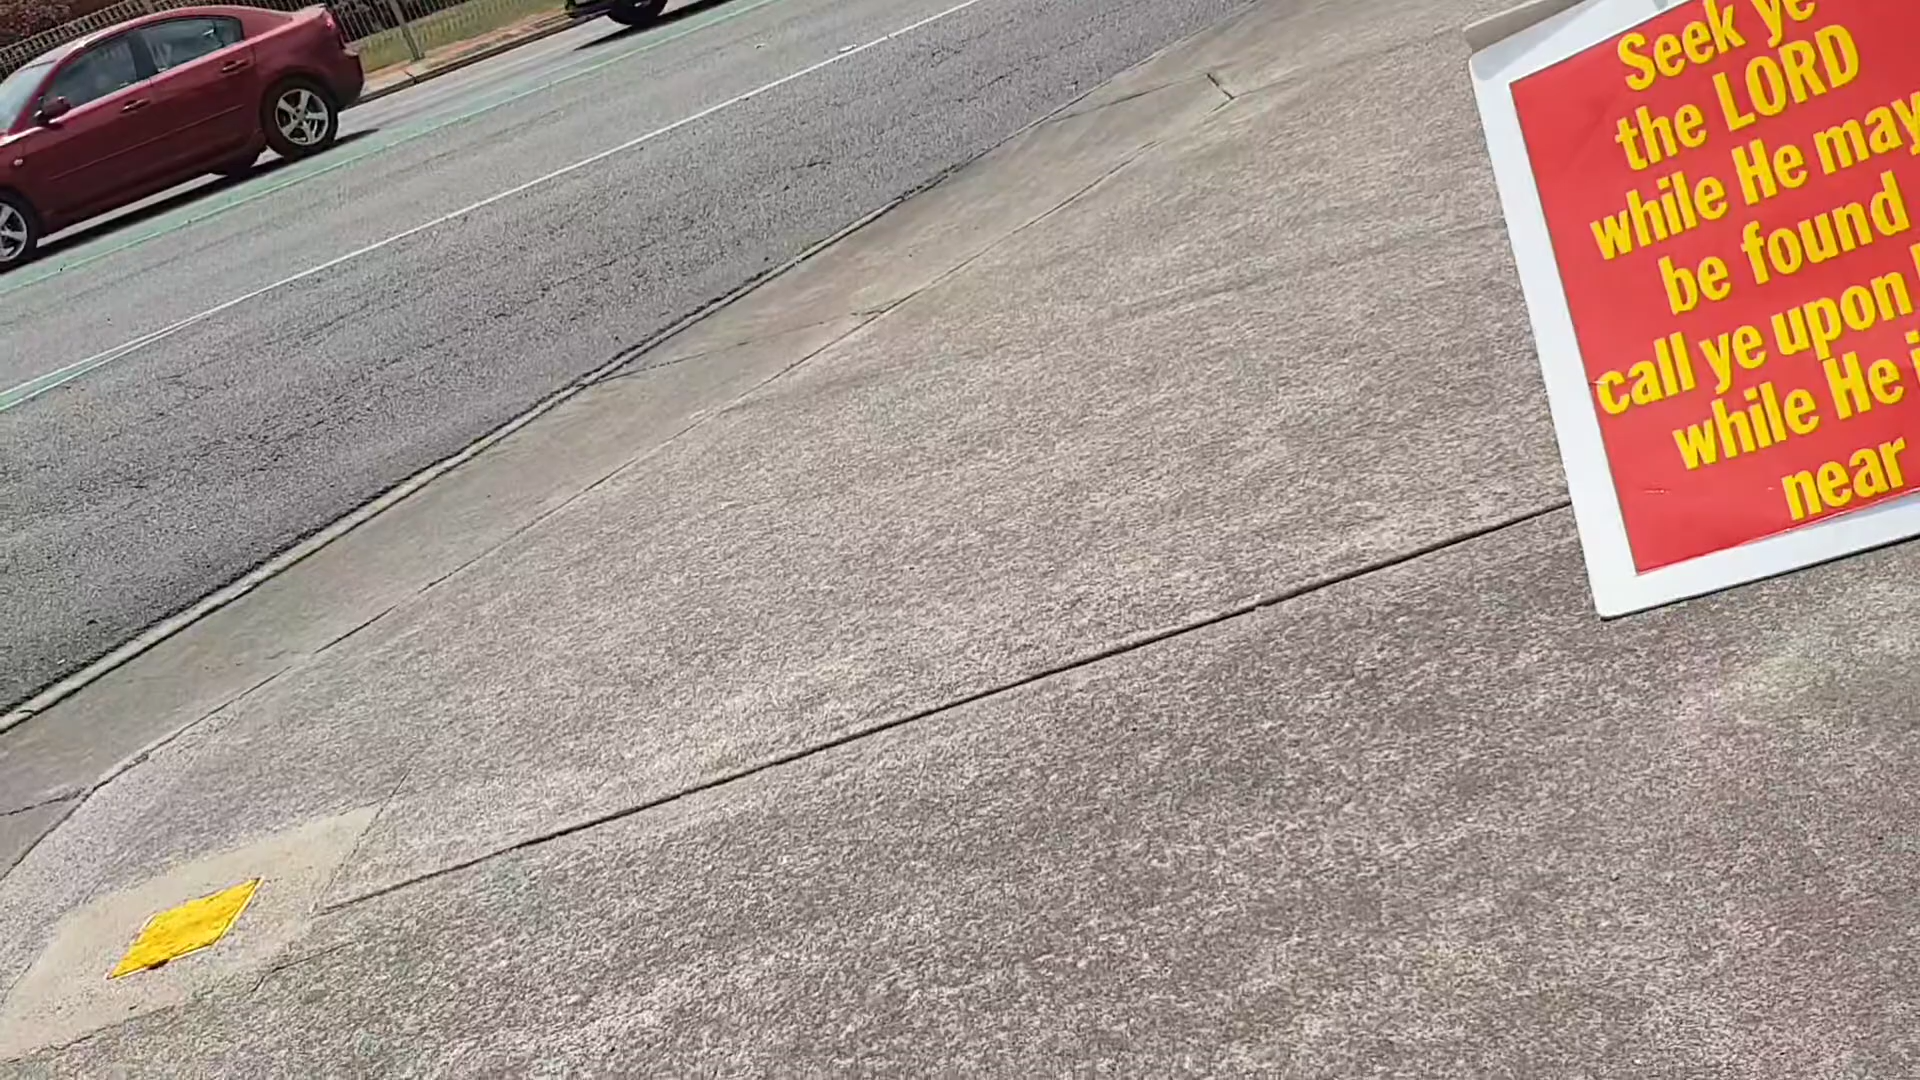 Seek ye
the LORD
while He may
be found
call ye upon
while He
near